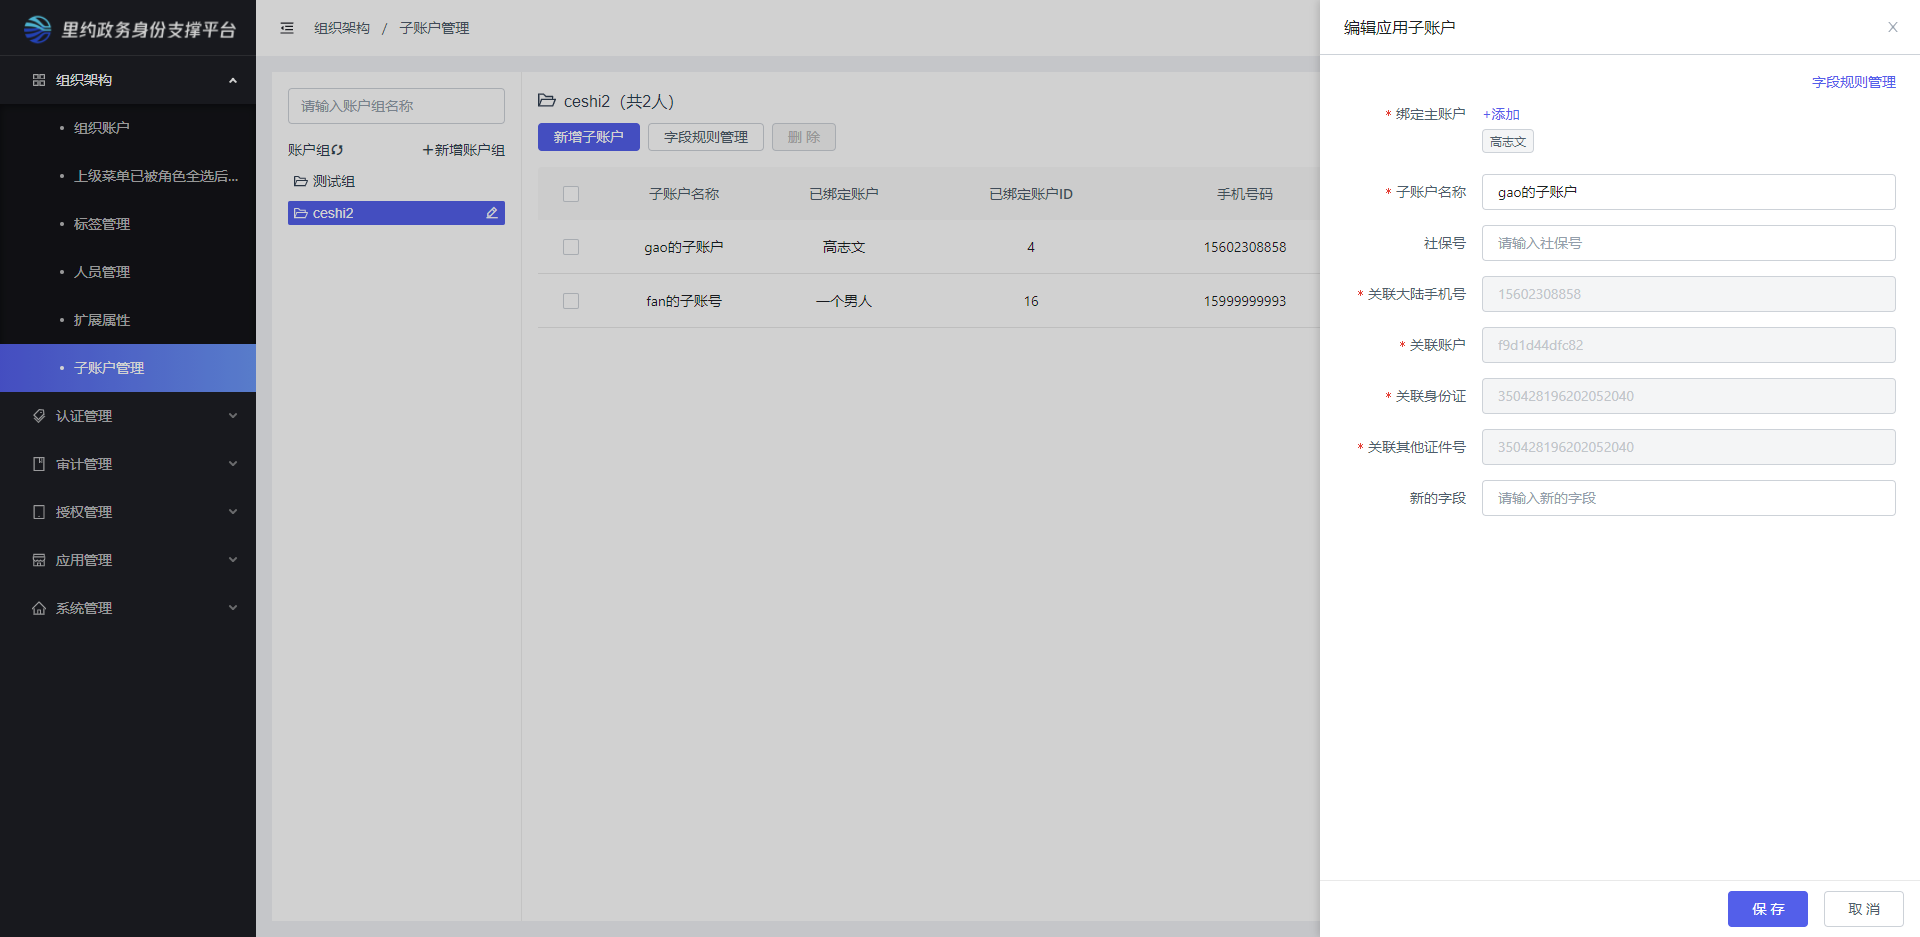 里约政务身份支撑平台
组织架构
组织账户
上级菜单已被角色全选后...
标签管理
人员管理
扩展属性
子账户管理
认证管理
审计管理
授权管理
应用管理
系统管理
组织架构 / 子账户管理
请输入账户组名称
账户组 +新增账户组
测试组
ceshi2
ceshi2（共2人）
新增子账户 字段规则管理 删 除
子账户名称 已绑定账户 已绑定账户ID 手机号码
gao的子账户 高志文 4 15602308858
fan的子账号 一个男人 16 15999999993
编辑应用子账户
字段规则管理
* 绑定主账户 +添加
高志文
* 子账户名称 gao的子账户
社保号 请输入社保号
* 关联大陆手机号 15602308858
* 关联账户 f9d1d44dfc82
* 关联身份证 350428196202052040
* 关联其他证件号 350428196202052040
新的字段 请输入新的字段
保 存 取 消